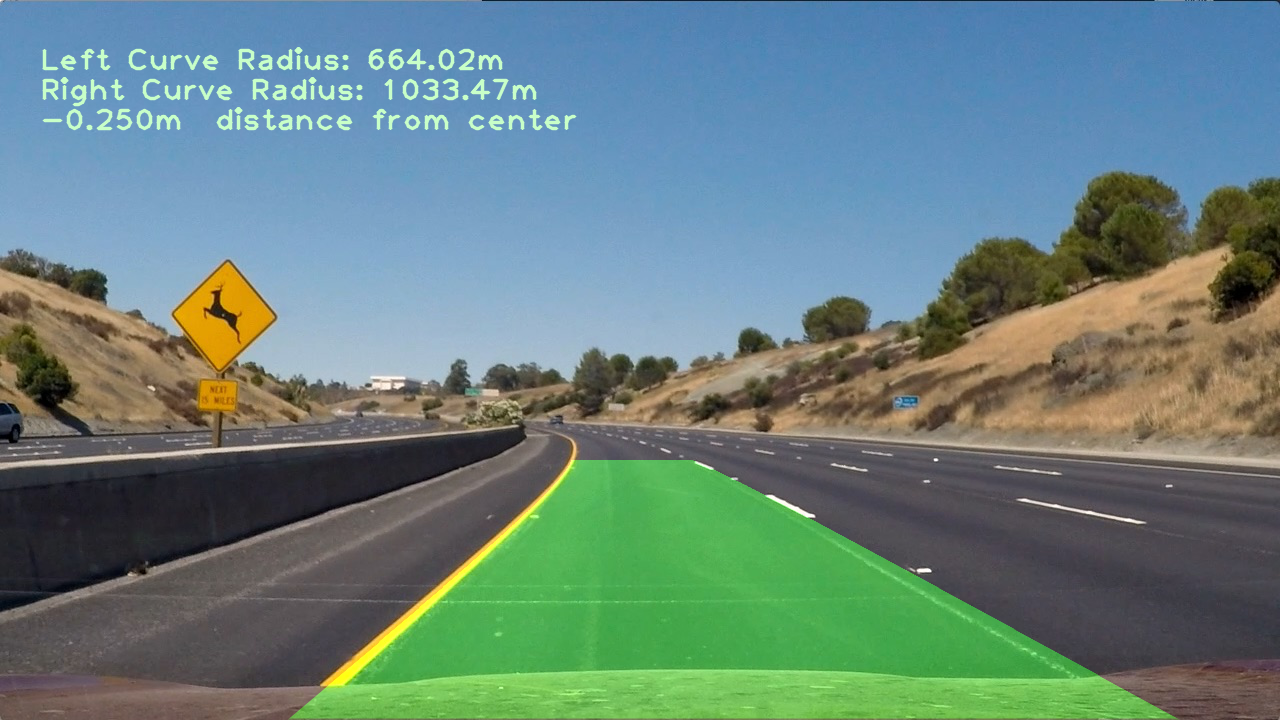 Left Curve Radius: 664.02m
Right Curve Radius: 1033.47m
-0.250m  distance from center
NEXT
15 MILES